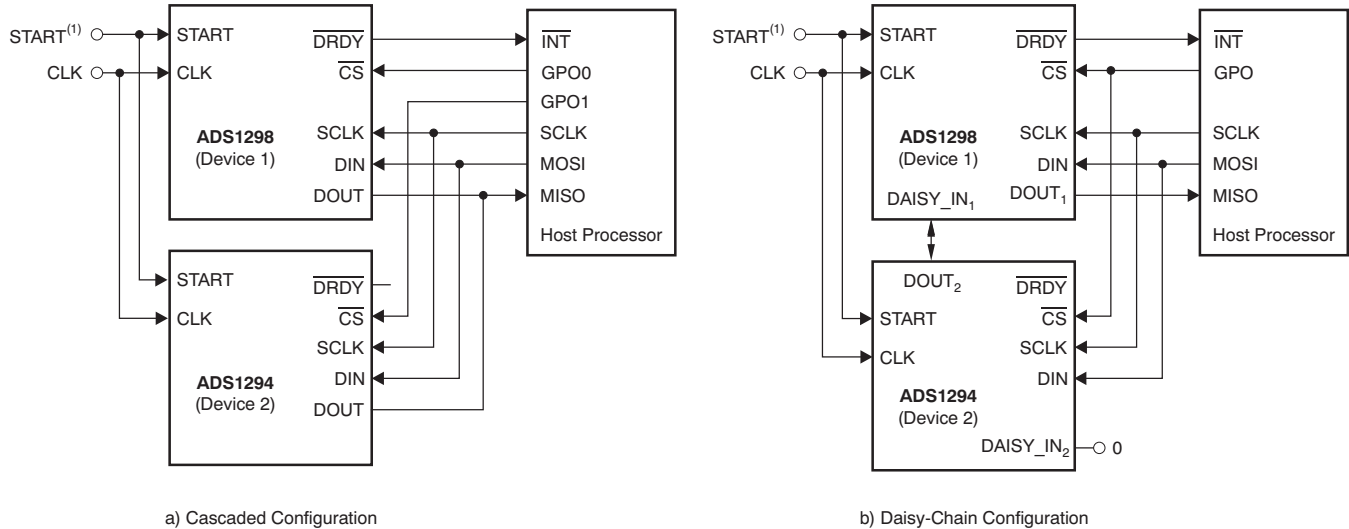 START(1)
CLK
START
CLK
ADS1298
(Device 1)
DRDY
CS
SCLK
DIN
DOUT
INT
GPO0
GPO1
SCLK
MOSI
MISO
Host Processor
START
CLK
ADS1294
(Device 2)
DRDY
CS
SCLK
DIN
DOUT
a) Cascaded Configuration
START(1)
CLK
START
CLK
ADS1298
(Device 1)
DRDY
CS
SCLK
DIN
DOUT1
DAISY_IN1
INT
GPO
SCLK
MOSI
MISO
Host Processor
DOUT2
START
CLK
ADS1294
(Device 2)
DRDY
CS
SCLK
DIN
DAISY_IN2
0
b) Daisy-Chain Configuration